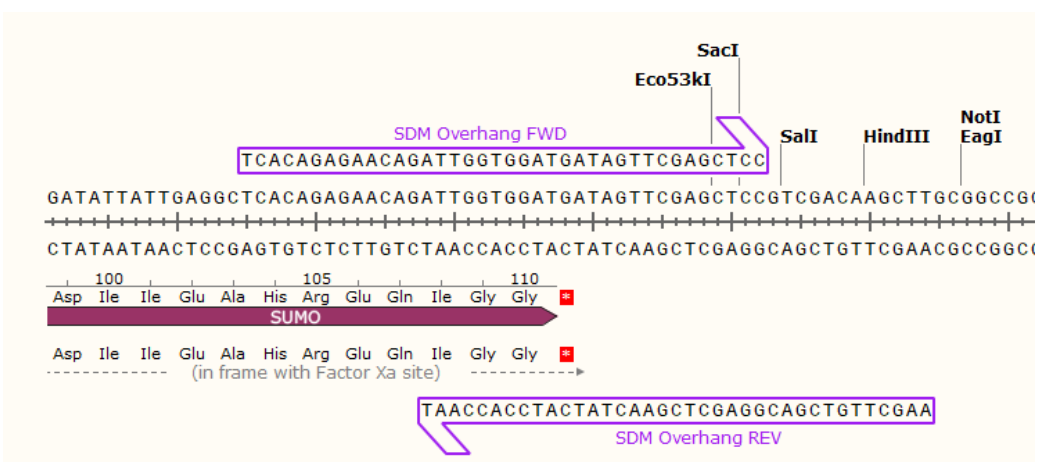 SacI
Eco53kI
NotI
SDM Overhang FWD
SalI
HindIII
EagI
TCACAGAGAACAGATTGGTGGATGATAGTTCGAGCTCC
GATATTATTGAGGCTCACAGAGAACAGATTGGTGGATGATAGTTCGAGCTCCGTCGACAAGCTTGCGGCCGC
CTATAATAACTCCGAGTGTCTCTTGTCTAACCACCTACTATCAAGCTCGAGGCAGCTGTTCGAACGCCGGCG
100 105 110
Asp Ile Ile Glu Ala His Arg Glu Gln Ile Gly Gly *
SUMO
Asp Ile Ile Glu Ala His Arg Glu Gln Ile Gly Gly *
(in frame with Factor Xa site)
TAACCACCTACTATCAAGCTCGAGGCAGCTGTTCGAA
SDM Overhang REV